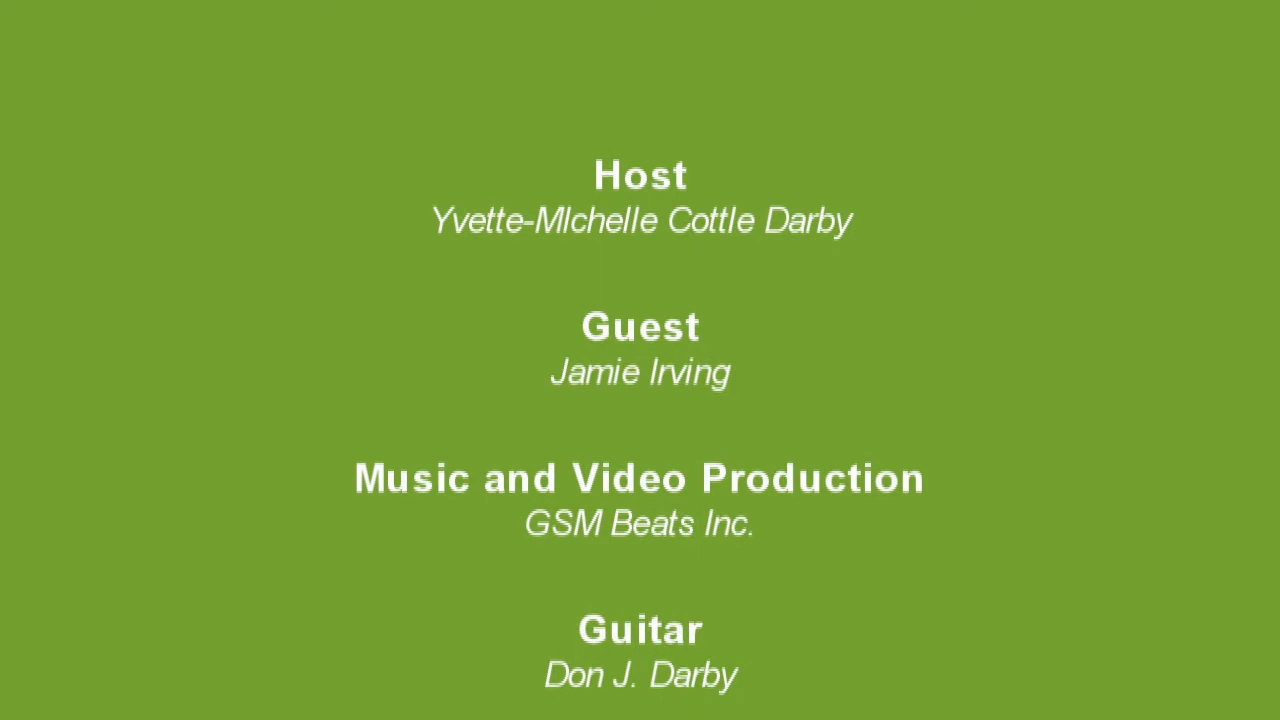 Host
Yvette-MIchelle Cottle Darby
Guest
Jamie Irving
Music and Video Production
GSM Beats Inc.
Guitar
Don J. Darby